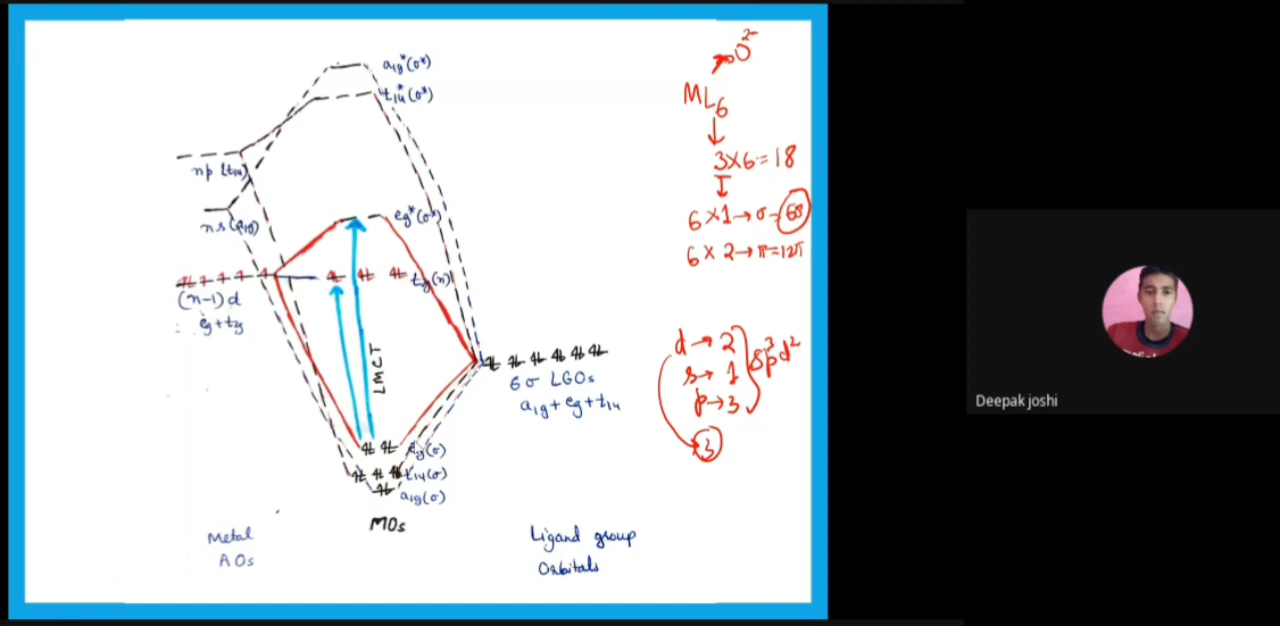 a1g*(σ*)
t1u*(σ*)
np (t1u)
ns(a1g)
eg*(σ*)
t2g(n)
(n-1)d
eg+t2g
LMCT
6σ LGOs
a1g+eg+t1u
eg(σ)
t1u(σ)
a1g(σ)
MOs
Metal
AOs
Ligand group
Orbitals
O2-
ML6
3×6=18
6×1→σ-6σ
6×2→π=12π
d→2
s→1
p→3
sp3d2
3
Deepak joshi